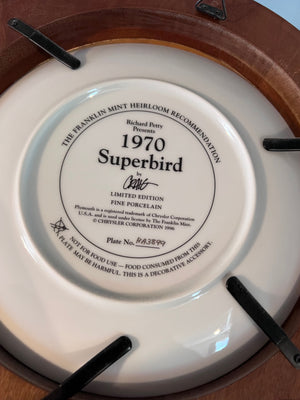 THE FRANKLIN MINT HEIRLOOM RECOMMENDATION
Richard Petty
Presents
1970
Superbird
by
LIMITED EDITION
FINE PORCELAIN
Plymouth is a registered trademark of Chrysler Corporation
U.S.A. and is used under license by The Franklin Mint.
© CHRYSLER CORPORATION 1996
Plate No. HA3899
NOT FOR FOOD USE — FOOD CONSUMED FROM THIS
PLATE MAY BE HARMFUL. THIS IS A DECORATIVE ACCESSORY.